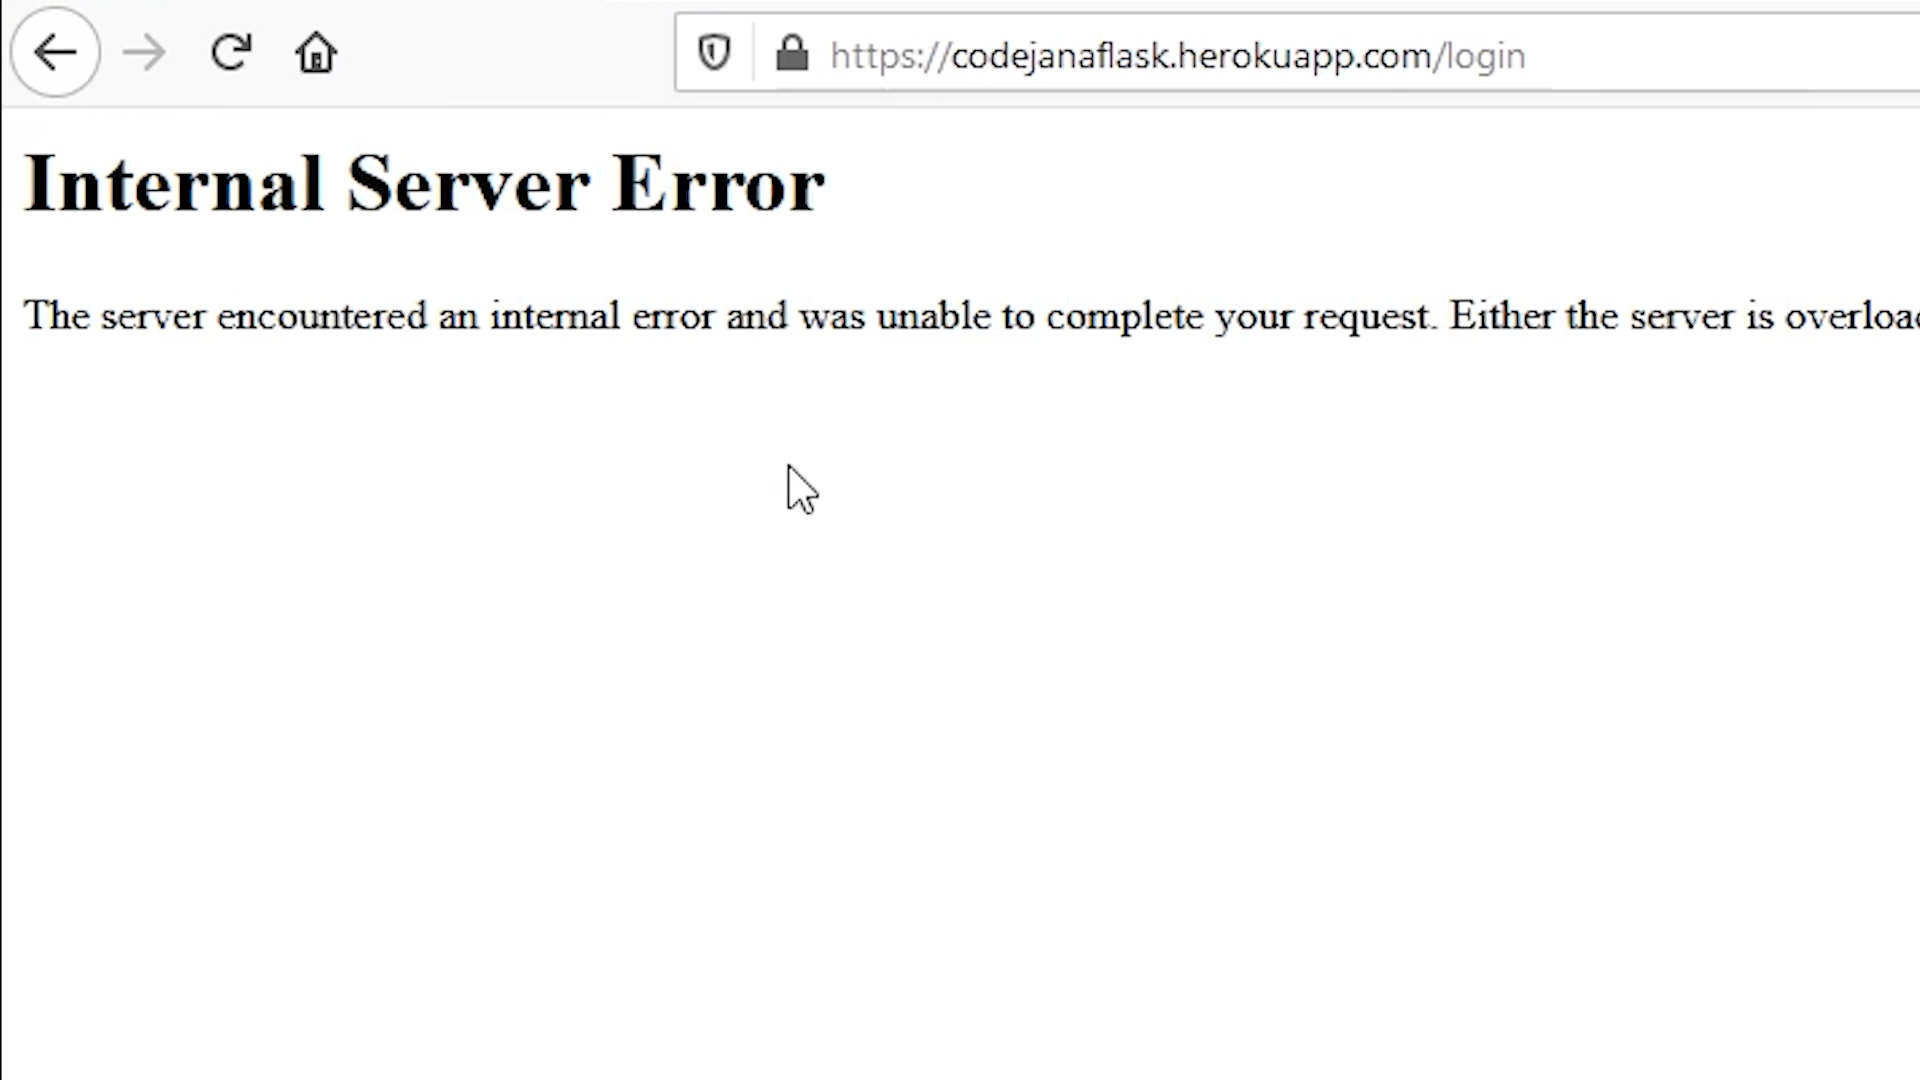 https://codejanaflask.herokuapp.com/login
Internal Server Error
The server encountered an internal error and was unable to complete your request. Either the server is